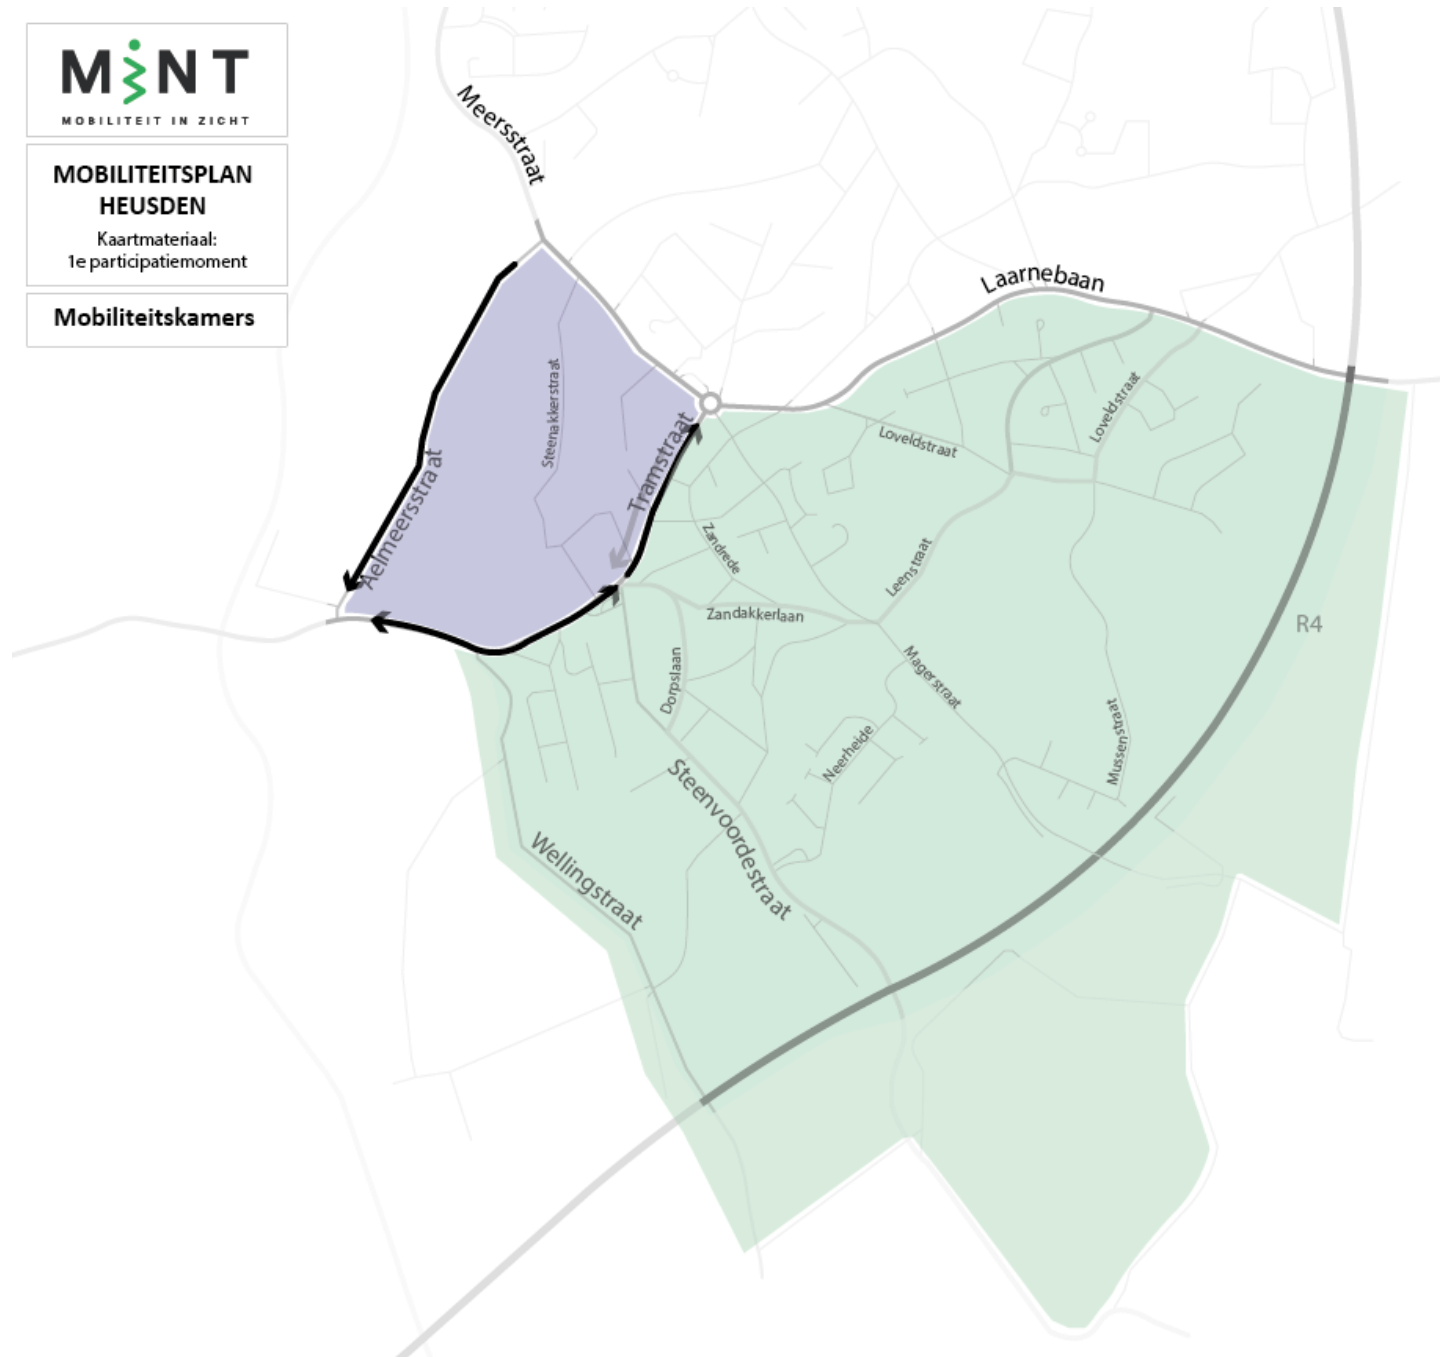 MINT
MOBILITEIT IN ZICHT
MOBILITEITSPLAN
HEUSDEN
Kaartmateriaal:
1e participatiemoment
Mobiliteitskamers
Meersstraat
Laarnebaan
Steenakkerstraat
Tramstraat
Loveldstraat
Loveldstraat
Aelmeersstraat
Zandrede
Leenstraat
Zandakkerlaan
R4
Dorpslaan
Magerstraat
Mussenstraat
Neerheide
Steenvoordestraat
Wellingstraat